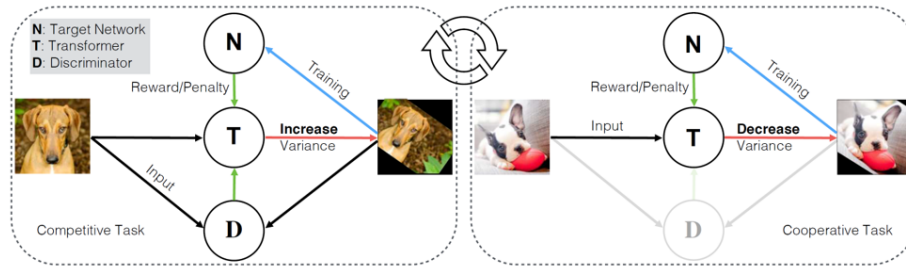 N: Target Network
T: Transformer
D: Discriminator
N
Training
Reward/Penalty
T
Increase
Variance
Input
D
Competitive Task
N
Training
Reward/Penalty
Input
T
Decrease
Variance
D
Cooperative Task